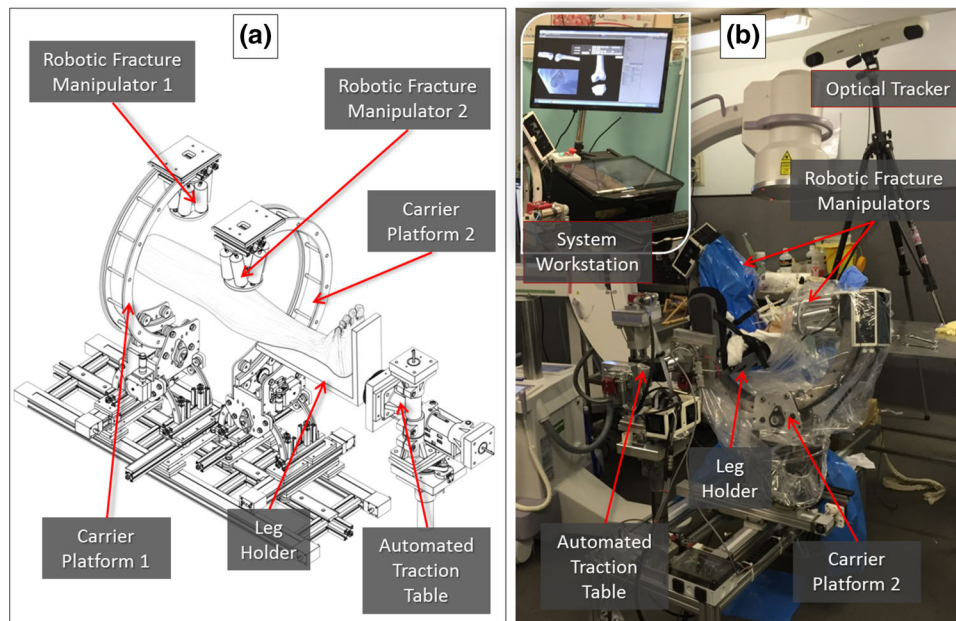 (a)
Robotic Fracture
Manipulator 1
Robotic Fracture
Manipulator 2
Carrier
Platform 2
Carrier
Platform 1
Leg
Holder
Automated
Traction
Table
(b)
Optical Tracker
Robotic Fracture
Manipulators
System
Workstation
Leg
Holder
Automated
Traction
Table
Carrier
Platform 2